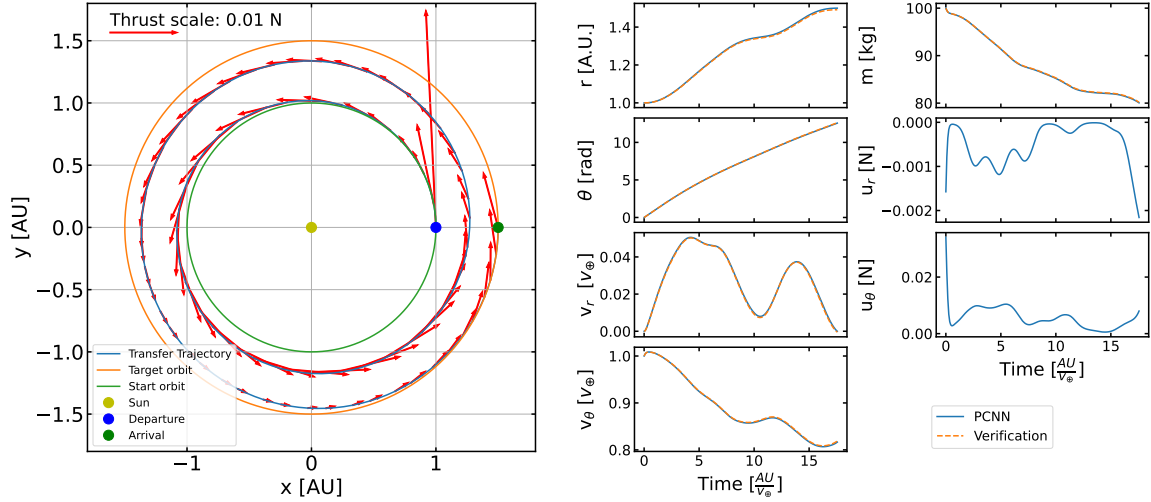 Thrust scale: 0.01 N
1.5
1.0
0.5
0.0
−0.5
−1.0
−1.5
y [AU]
Transfer Trajectory
Target orbit
Start orbit
Sun
Departure
Arrival
−1
0
1
x [AU]
1.4
1.2
1.0
r [A.U.]
10
5
0
θ [rad]
0.04
0.02
0.00
v_r [v_⊕]
1.0
0.9
0.8
v_θ [v_⊕]
0
5
10
15
Time [AU/v_⊕]
100
90
80
m [kg]
0.000
−0.001
−0.002
u_r [N]
0.02
0.00
u_θ [N]
0
5
10
15
Time [AU/v_⊕]
PCNN
Verification